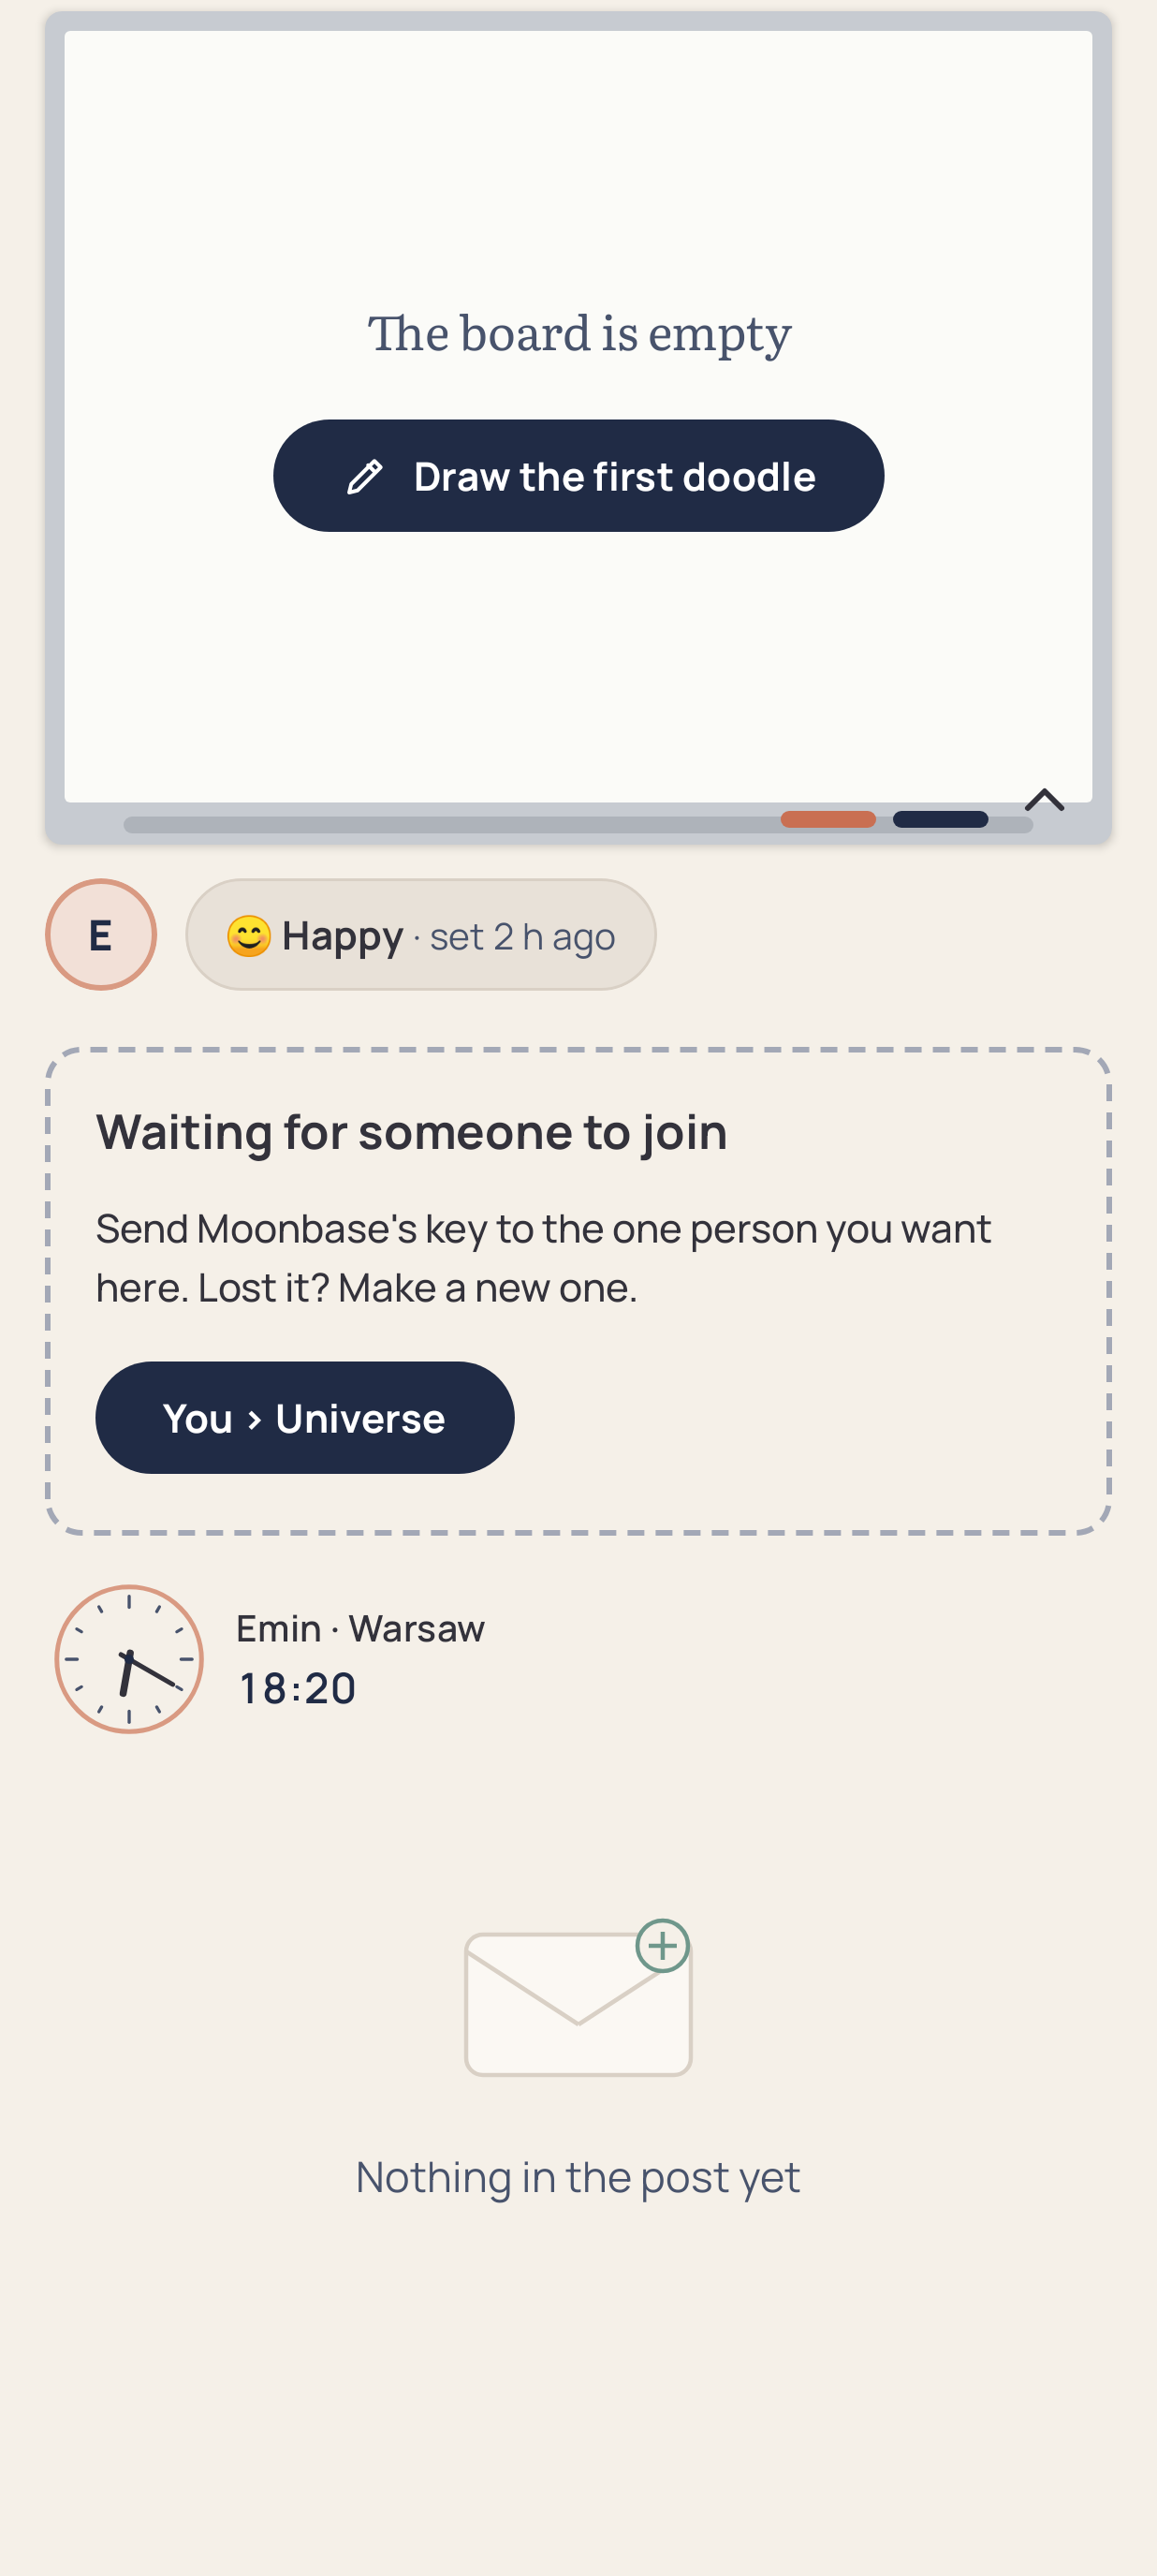 The board is empty
Draw the first doodle
E
😊 Happy · set 2 h ago
Waiting for someone to join
Send Moonbase's key to the one person you want
here. Lost it? Make a new one.
You › Universe
Emin · Warsaw
18:20
Nothing in the post yet